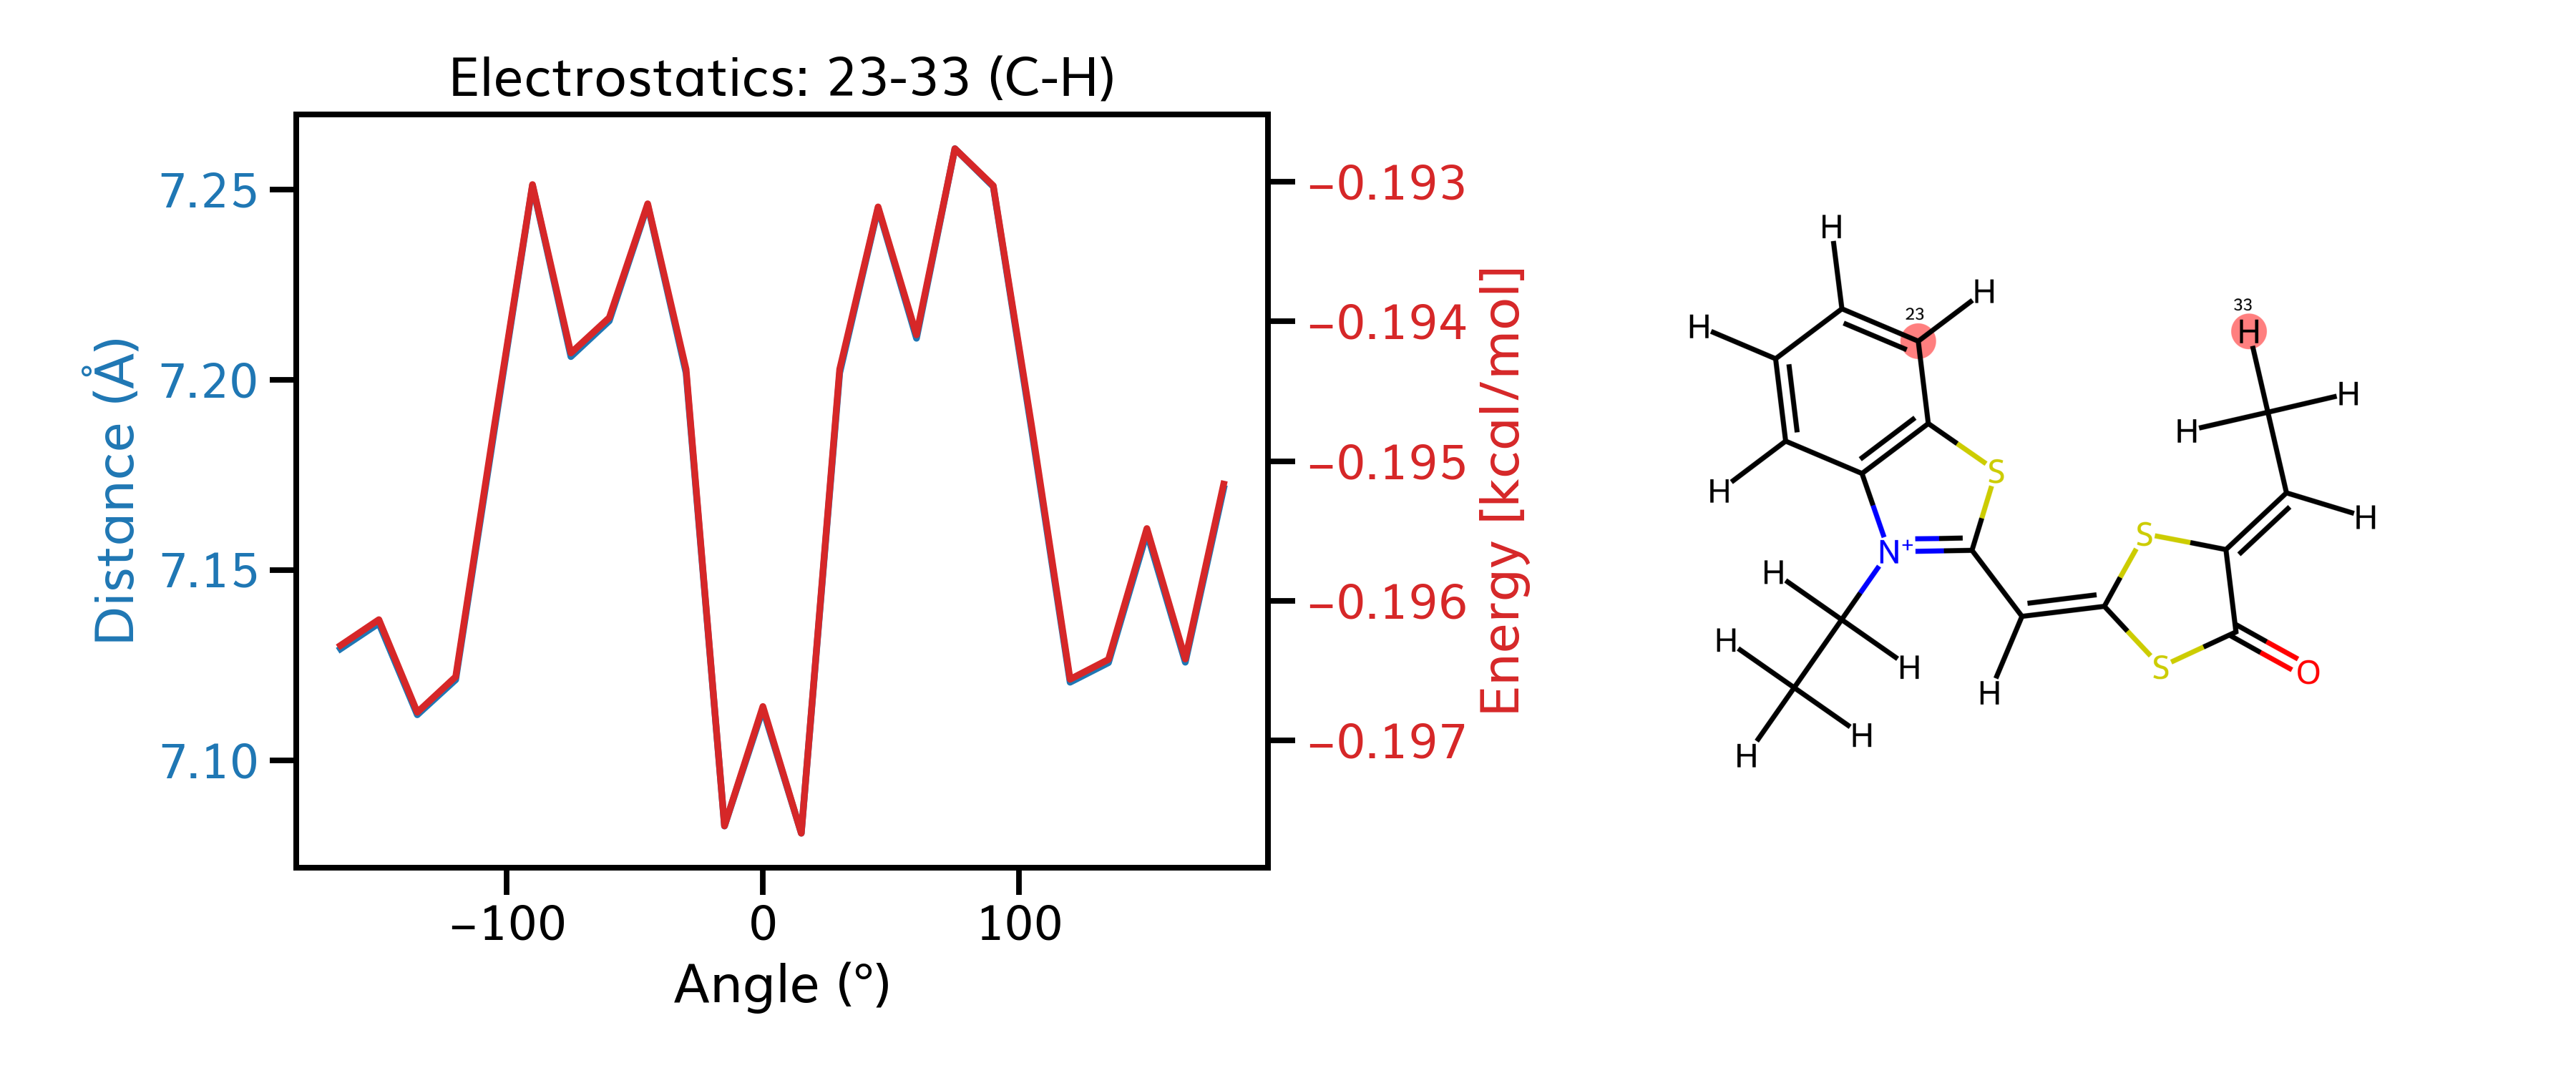 Electrostatics: 23-33 (C-H)
7.25
7.20
7.15
7.10
Distance (Å)
−0.193
−0.194
−0.195
−0.196
−0.197
Energy [kcal/mol]
−100 0 100
Angle (°)
H
H
23
33
H
H
H
H
H
S
H
S
H
N+
H
H
H
S
O
H
H
H